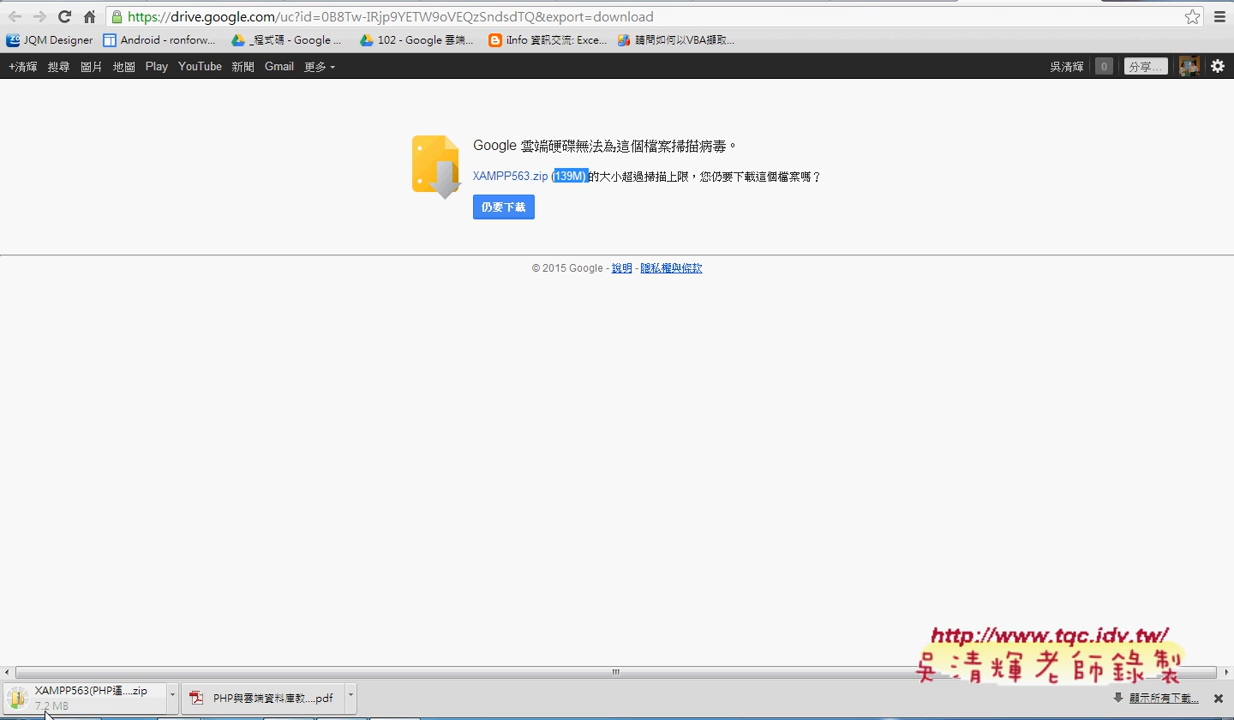 https://drive.google.com/uc?id=0B8Tw-IRjp9YETW9oVEQzSndsdTQ&export=download
JQM Designer Android - ronforw... _程式碼 - Google ... 102 - Google 雲端... iInfo 資訊交流: Exce... 請問如何以VBA擷取...
+清輝 搜尋 圖片 地圖 Play YouTube 新聞 Gmail 更多 吳清輝 0 分享...
Google 雲端硬碟無法為這個檔案掃描病毒。
XAMPP563.zip (139M) 的大小超過掃描上限，您仍要下載這個檔案嗎？
仍要下載
© 2015 Google - 說明 - 隱私權與條款
http://www.tqc.idv.tw/
吳清輝老師錄製
XAMPP563(PHP邁....zip
7.2 MB
PHP與雲端資料庫教....pdf
顯示所有下載...